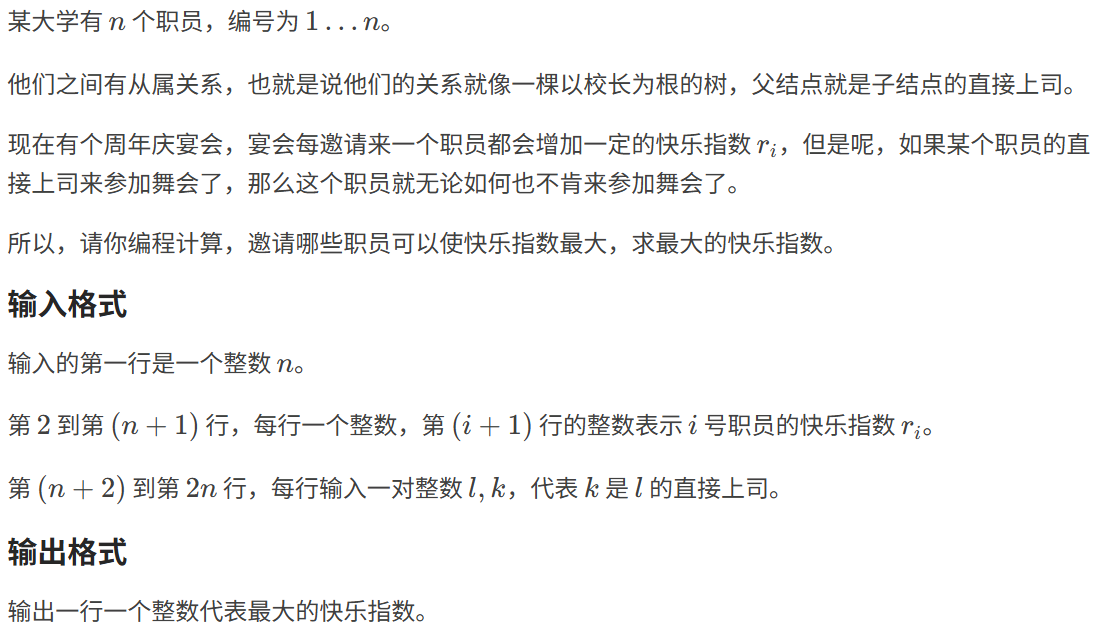 某大学有 n 个职员，编号为 1…n。
他们之间有从属关系，也就是说他们的关系就像一棵以校长为根的树，父结点就是子结点的直接上司。
现在有个周年庆宴会，宴会每邀请来一个职员都会增加一定的快乐指数 rᵢ，但是呢，如果某个职员的直
接上司来参加舞会了，那么这个职员就无论如何也不肯来参加舞会了。
所以，请你编程计算，邀请哪些职员可以使快乐指数最大，求最大的快乐指数。
输入格式
输入的第一行是一个整数 n。
第 2 到第 (n + 1) 行，每行一个整数，第 (i + 1) 行的整数表示 i 号职员的快乐指数 rᵢ。
第 (n + 2) 到第 2n 行，每行输入一对整数 l, k，代表 k 是 l 的直接上司。
输出格式
输出一行一个整数代表最大的快乐指数。